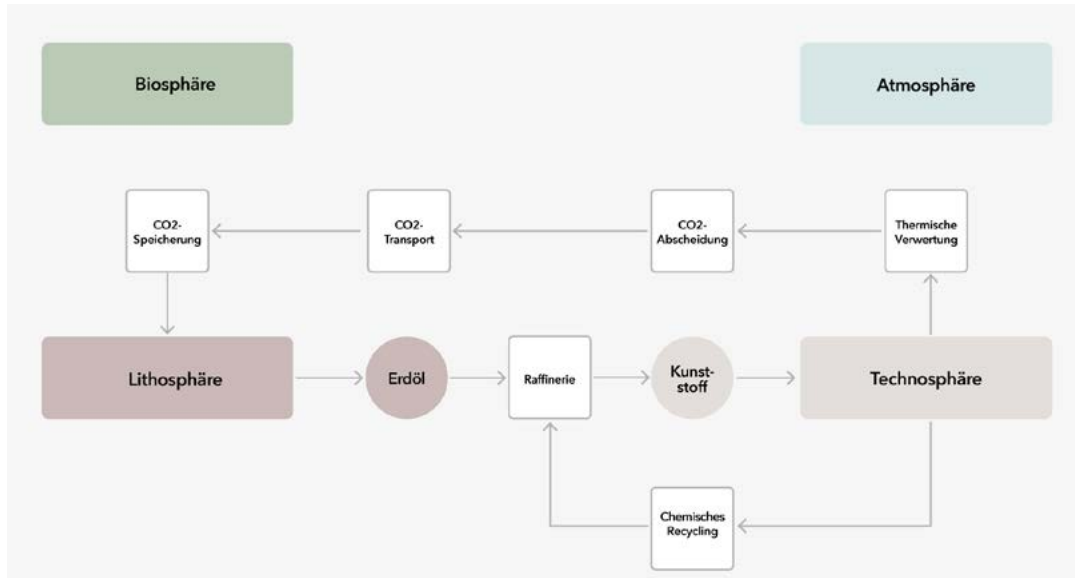 Biosphäre
Atmosphäre
CO2-
Speicherung
CO2-
Transport
CO2-
Abscheidung
Thermische
Verwertung
Lithosphäre
Erdöl
Raffinerie
Kunst-
stoff
Technosphäre
Chemisches
Recycling